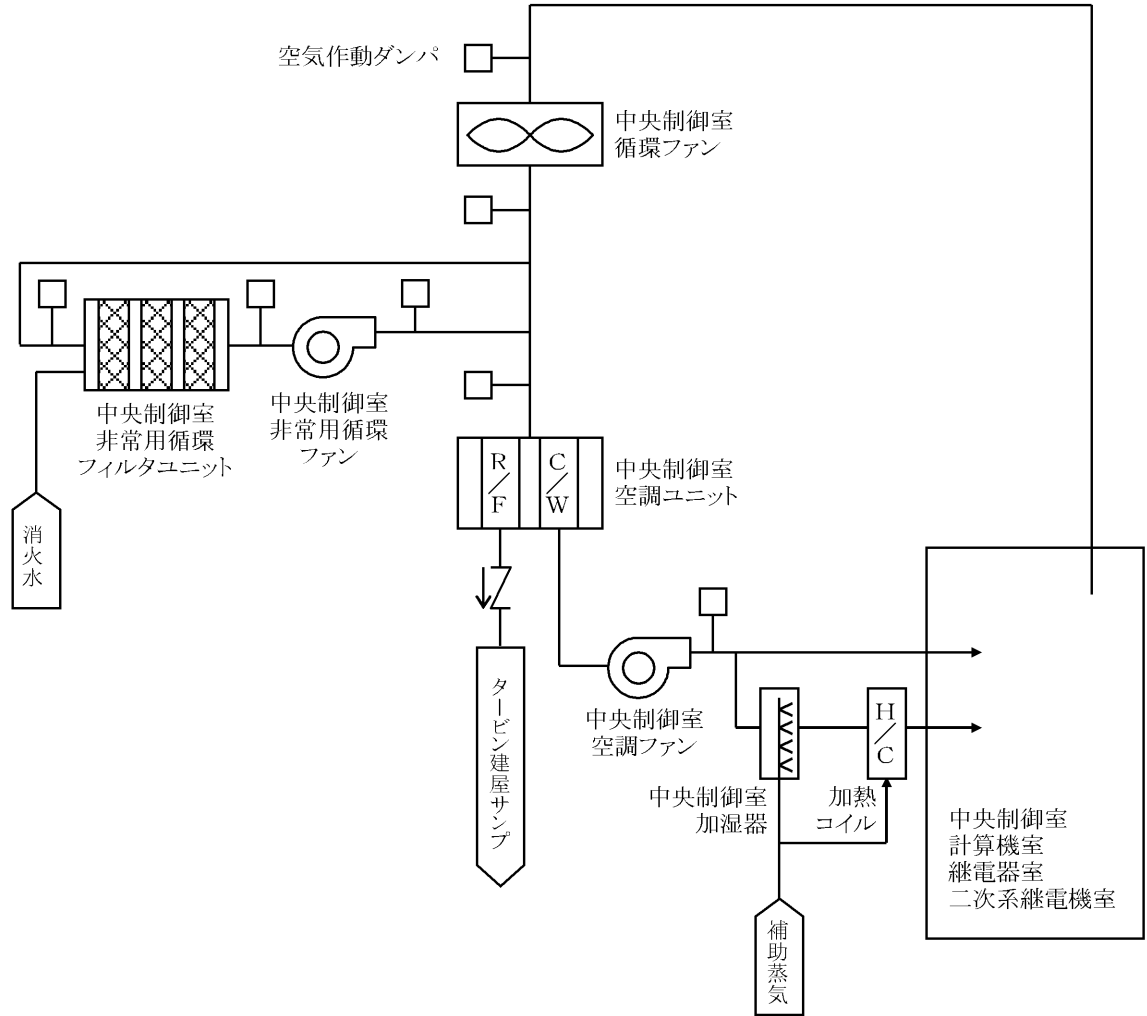 空気作動ダンパ
中央制御室
循環ファン
中央制御室
非常用循環
フィルタユニット
中央制御室
非常用循環
ファン
R/F
C/W
中央制御室
空調ユニット
消火水
タービン建屋サンプ
中央制御室
空調ファン
H/C
中央制御室
加湿器
加熱
コイル
補助蒸気
中央制御室
計算機室
継電器室
二次系継電機室